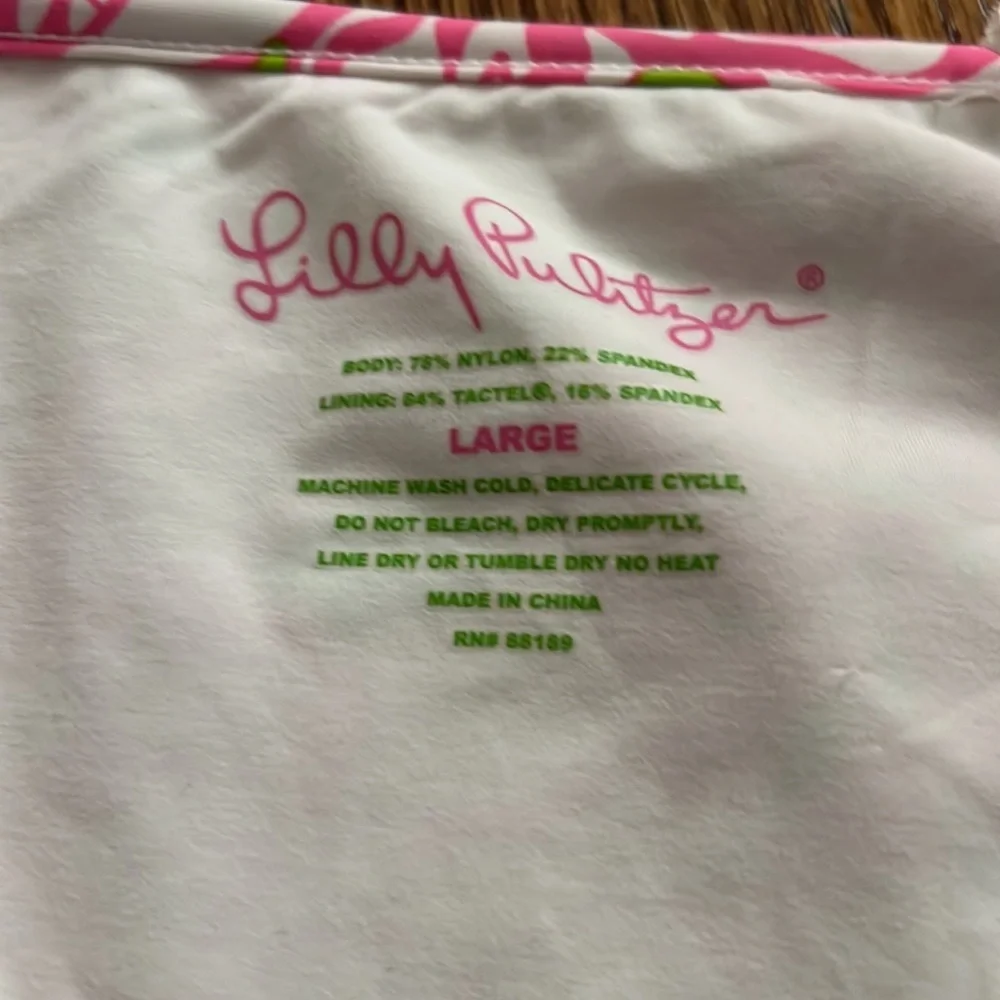 Lilly Pulitzer®
BODY: 78% NYLON, 22% SPANDEX
LINING: 84% TACTEL®, 16% SPANDEX
LARGE
MACHINE WASH COLD, DELICATE CYCLE,
DO NOT BLEACH, DRY PROMPTLY,
LINE DRY OR TUMBLE DRY NO HEAT
MADE IN CHINA
RN# 88189